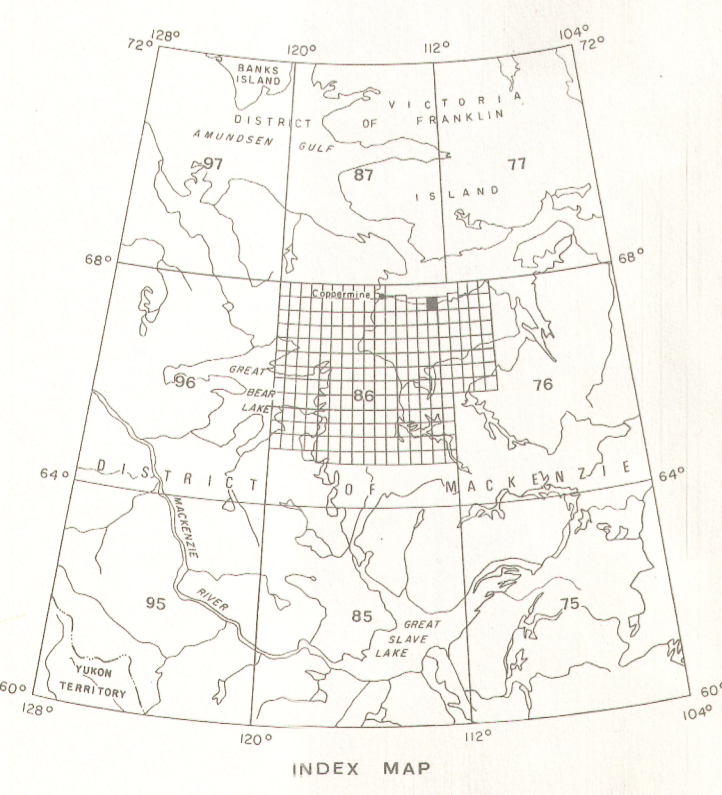 128°
72°
120°
112°
104°
72°
BANKS
ISLAND
VICTORIA
DISTRICT OF FRANKLIN
AMUNDSEN GULF
97
87
77
ISLAND
68°
68°
Coppermine
GREAT
BEAR
LAKE
96
86
76
DISTRICT OF MACKENZIE
64°
64°
MACKENZIE
RIVER
95
85
75
GREAT
SLAVE
LAKE
YUKON
TERRITORY
60°
128°
120°
112°
60°
104°
INDEX MAP